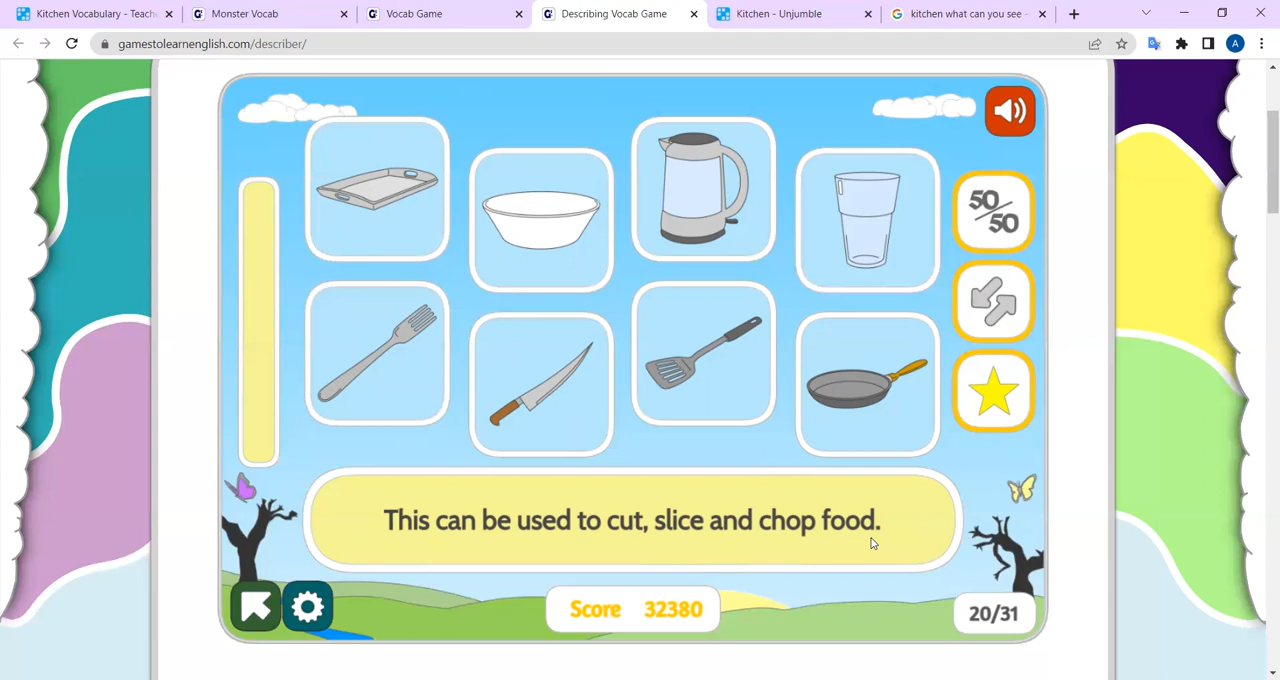 Kitchen Vocabulary - Teach
Monster Vocab
Vocab Game
Describing Vocab Game
Kitchen - Unjumble
kitchen what can you see -
gamestolearnenglish.com/describer/
A
50/50
This can be used to cut, slice and chop food.
Score 32380
20/31